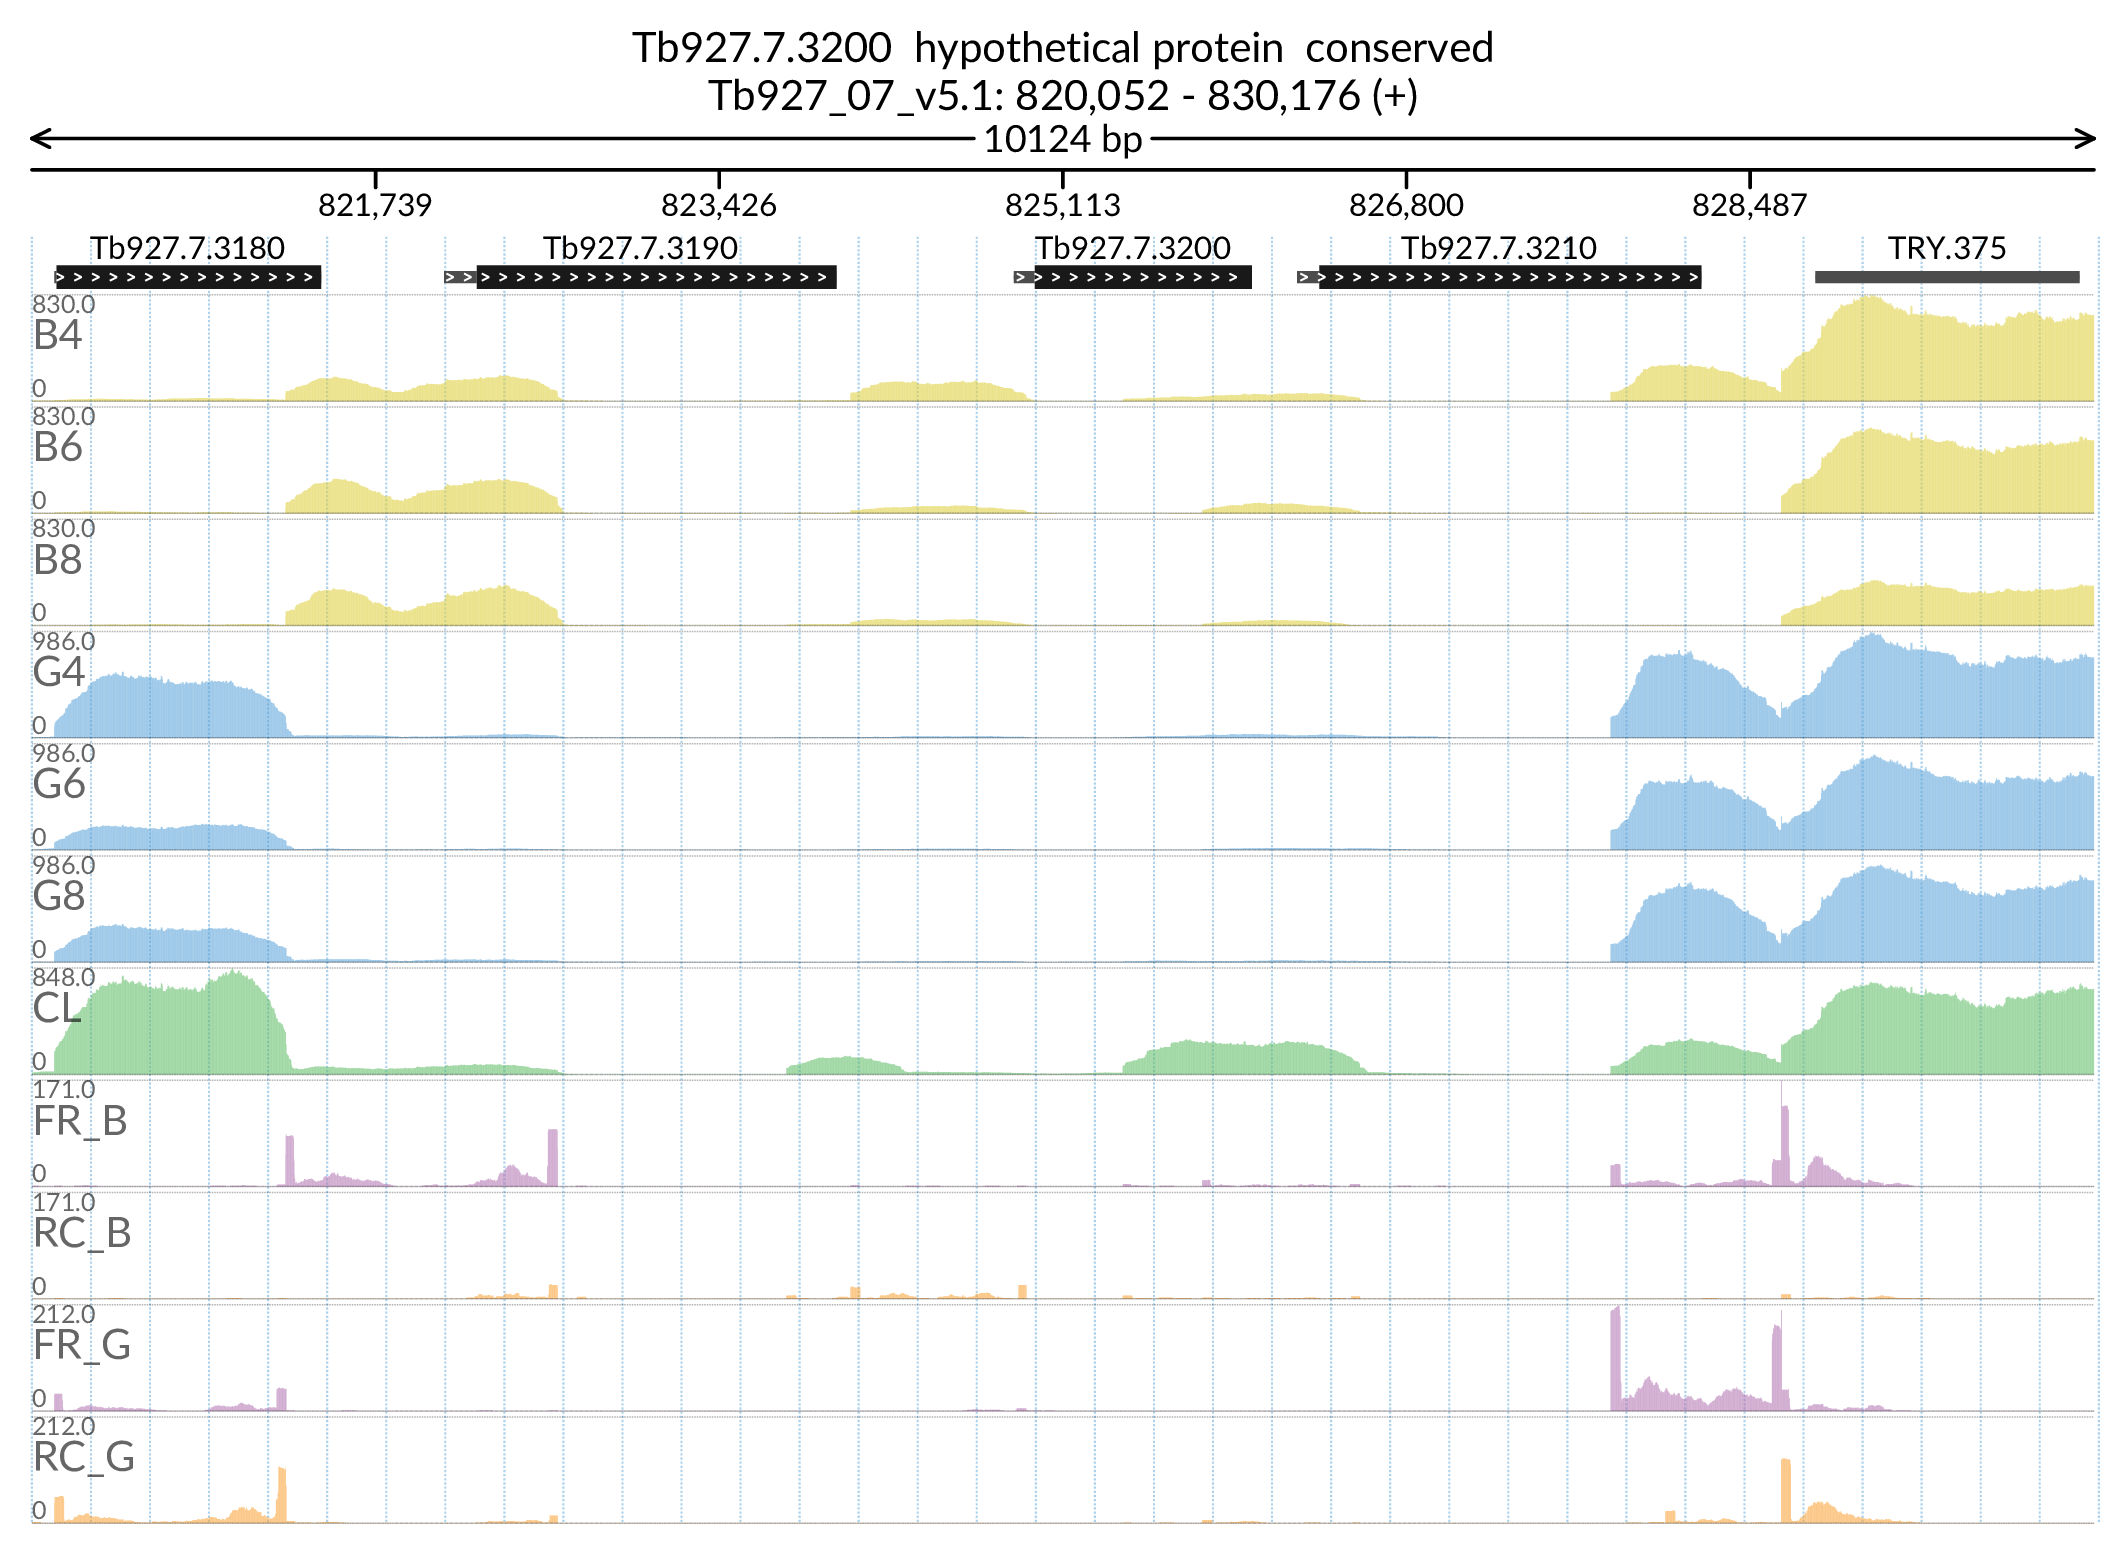 Tb927.7.3200  hypothetical protein  conserved
Tb927_07_v5.1: 820,052 - 830,176 (+)
10124 bp
821,739 823,426 825,113 826,800 828,487
Tb927.7.3180 Tb927.7.3190 Tb927.7.3200 Tb927.7.3210 TRY.375
830.0
B4
0
830.0
B6
0
830.0
B8
0
986.0
G4
0
986.0
G6
0
986.0
G8
0
848.0
CL
0
171.0
FR_B
0
171.0
RC_B
0
212.0
FR_G
0
212.0
RC_G
0